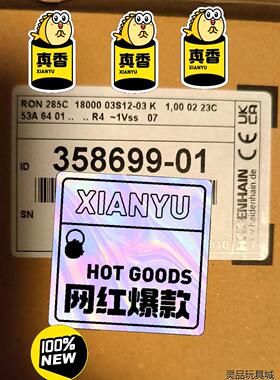 真香
XIANYU
真香
XIANYU
真香
XIANYU
RON 285C 18000 03S12-03 K 1,00 02 23C
53A 64 01 .. .. R4 ~1Vss 07
ID 358699-01
SN
HEIDENHAIN
www.heidenhain.de
CE
UK
CA
XIANYU
HOT GOODS
网红爆款
100%
NEW
灵品玩具城